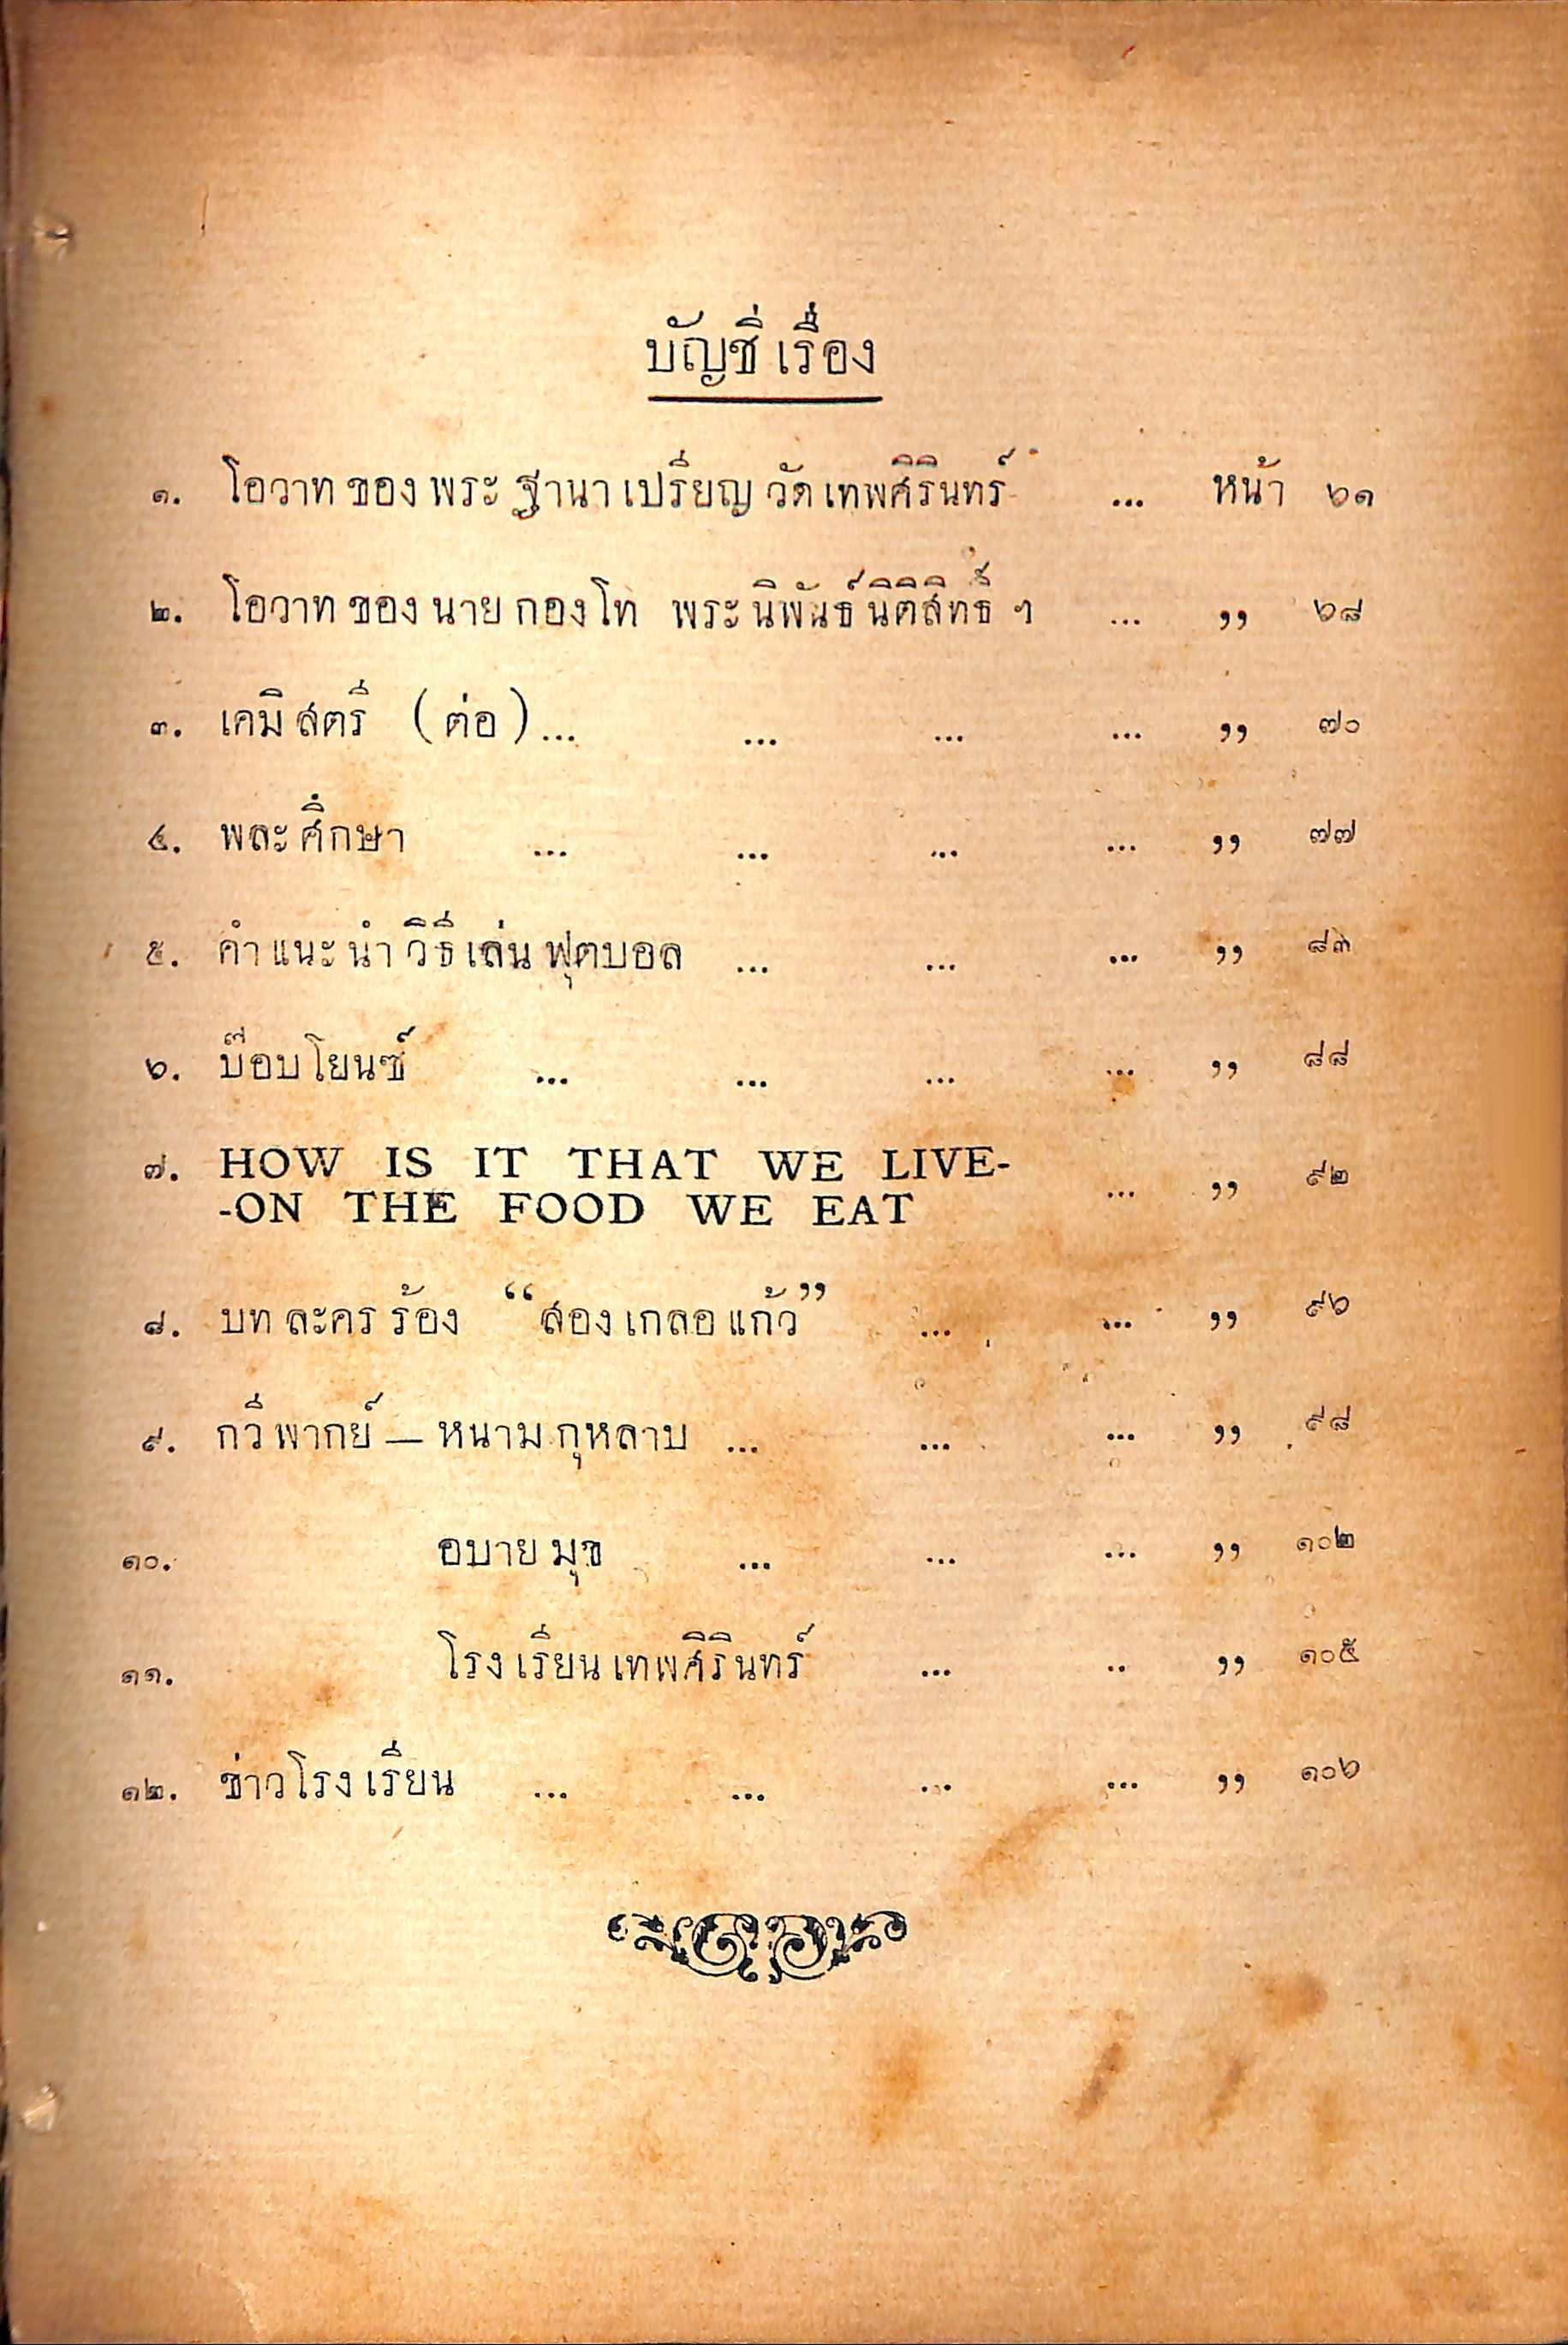 บัญชี่ เรื่อง
๑. โอวาท ของ พระ ฐานา เปรียญ วัด เทพศิรินทร์ ... หน้า ๖๑
๒. โอวาท ของ นาย กอง โท พระ นิพันธ์ นิติสิทธิ์ ฯ ... ,, ๖๘
๓. เคมี สตรี (ต่อ) ... ... ... ... ,, ๗๐
๔. พละ ศึกษา ... ... ... ... ,, ๗๗
๕. คำ แนะ นำ วิธี เล่น ฟุตบอล ... ... ... ,, ๘๓
๖. บ๊อบ โยนซ์ ... ... ... ... ,, ๘๘
๗. HOW IS IT THAT WE LIVE-
-ON THE FOOD WE EAT ... ,, ๙๒
๘. บท ละคร ร้อง “สอง เกลอ แก้ว” ... ... ,, ๙๖
๙. กวี พากย์ — หนาม กุหลาบ ... ... ... ,, ๙๘
๑๐. อบาย มุข ... ... ... ,, ๑๐๒
๑๑. โรง เรียน เทพศิรินทร์ ... .. ,, ๑๐๕
๑๒. ข่าว โรง เรียน ... ... ... ... ,, ๑๐๖